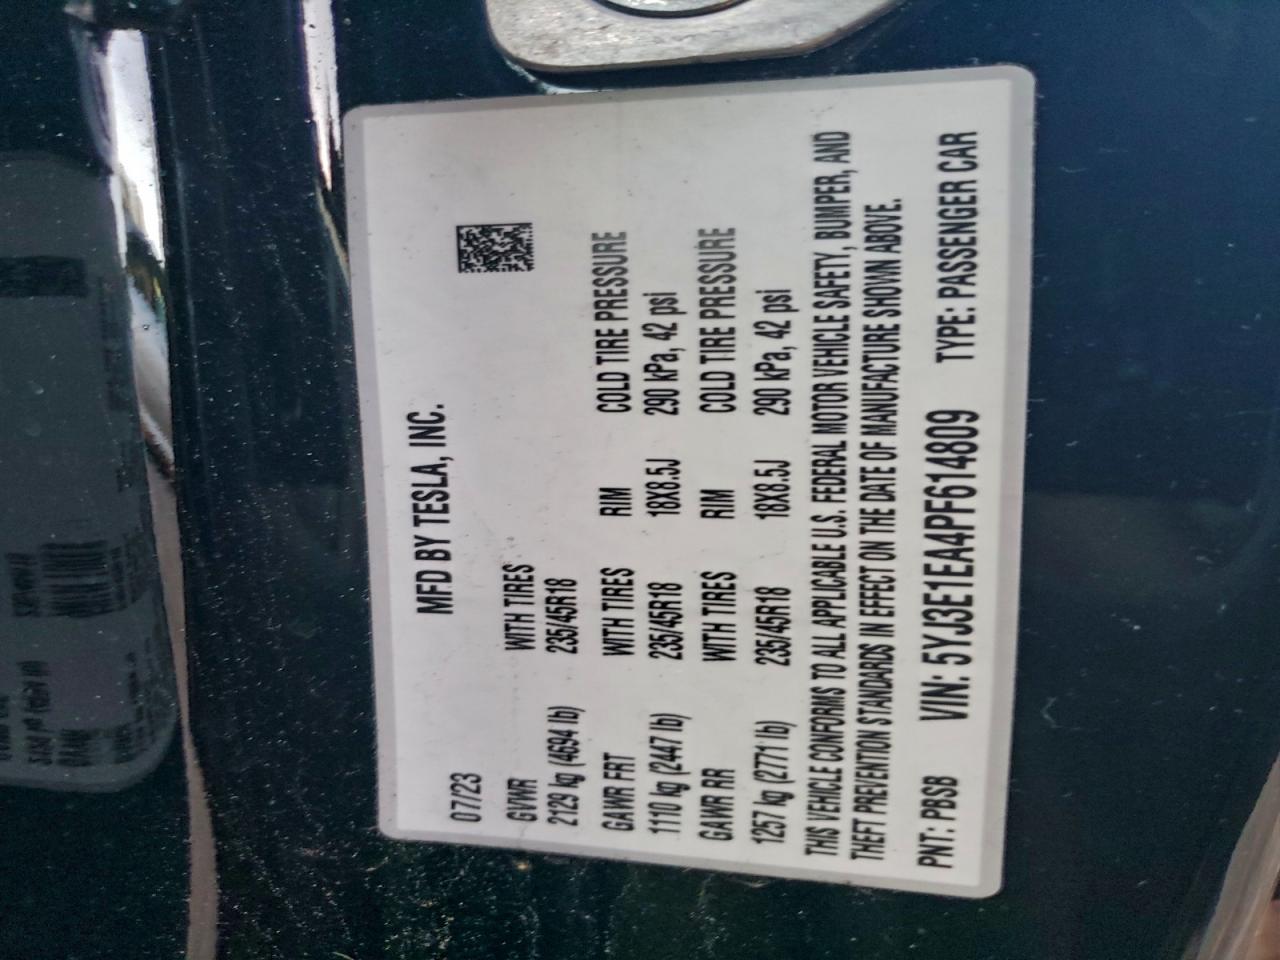 MFD BY TESLA, INC.
07/23
GVWR WITH TIRES
2129 kg (4694 lb) 235/45R18
GAWR FRT WITH TIRES RIM COLD TIRE PRESSURE
1110 kg (2447 lb) 235/45R18 18X8.5J 290 kPa, 42 psi
GAWR RR WITH TIRES RIM COLD TIRE PRESSURE
1257 kg (2771 lb) 235/45R18 18X8.5J 290 kPa, 42 psi
THIS VEHICLE CONFORMS TO ALL APPLICABLE U.S. FEDERAL MOTOR VEHICLE SAFETY, BUMPER, AND
THEFT PREVENTION STANDARDS IN EFFECT ON THE DATE OF MANUFACTURE SHOWN ABOVE.
PNT: PBSB VIN: 5YJ3E1EA4PF614809 TYPE: PASSENGER CAR